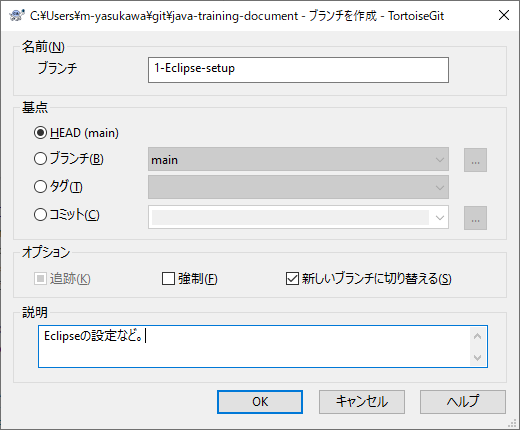 C:¥Users¥m-yasukawa¥git¥java-training-document - ブランチを作成 - TortoiseGit
名前(N)
ブランチ 1-Eclipse-setup
基点
HEAD (main)
ブランチ(B) main ...
タグ(T)
コミット(C) ...
オプション
追跡(K) 強制(F) 新しいブランチに切り替える(S)
説明
Eclipseの設定など。
OK キャンセル ヘルプ